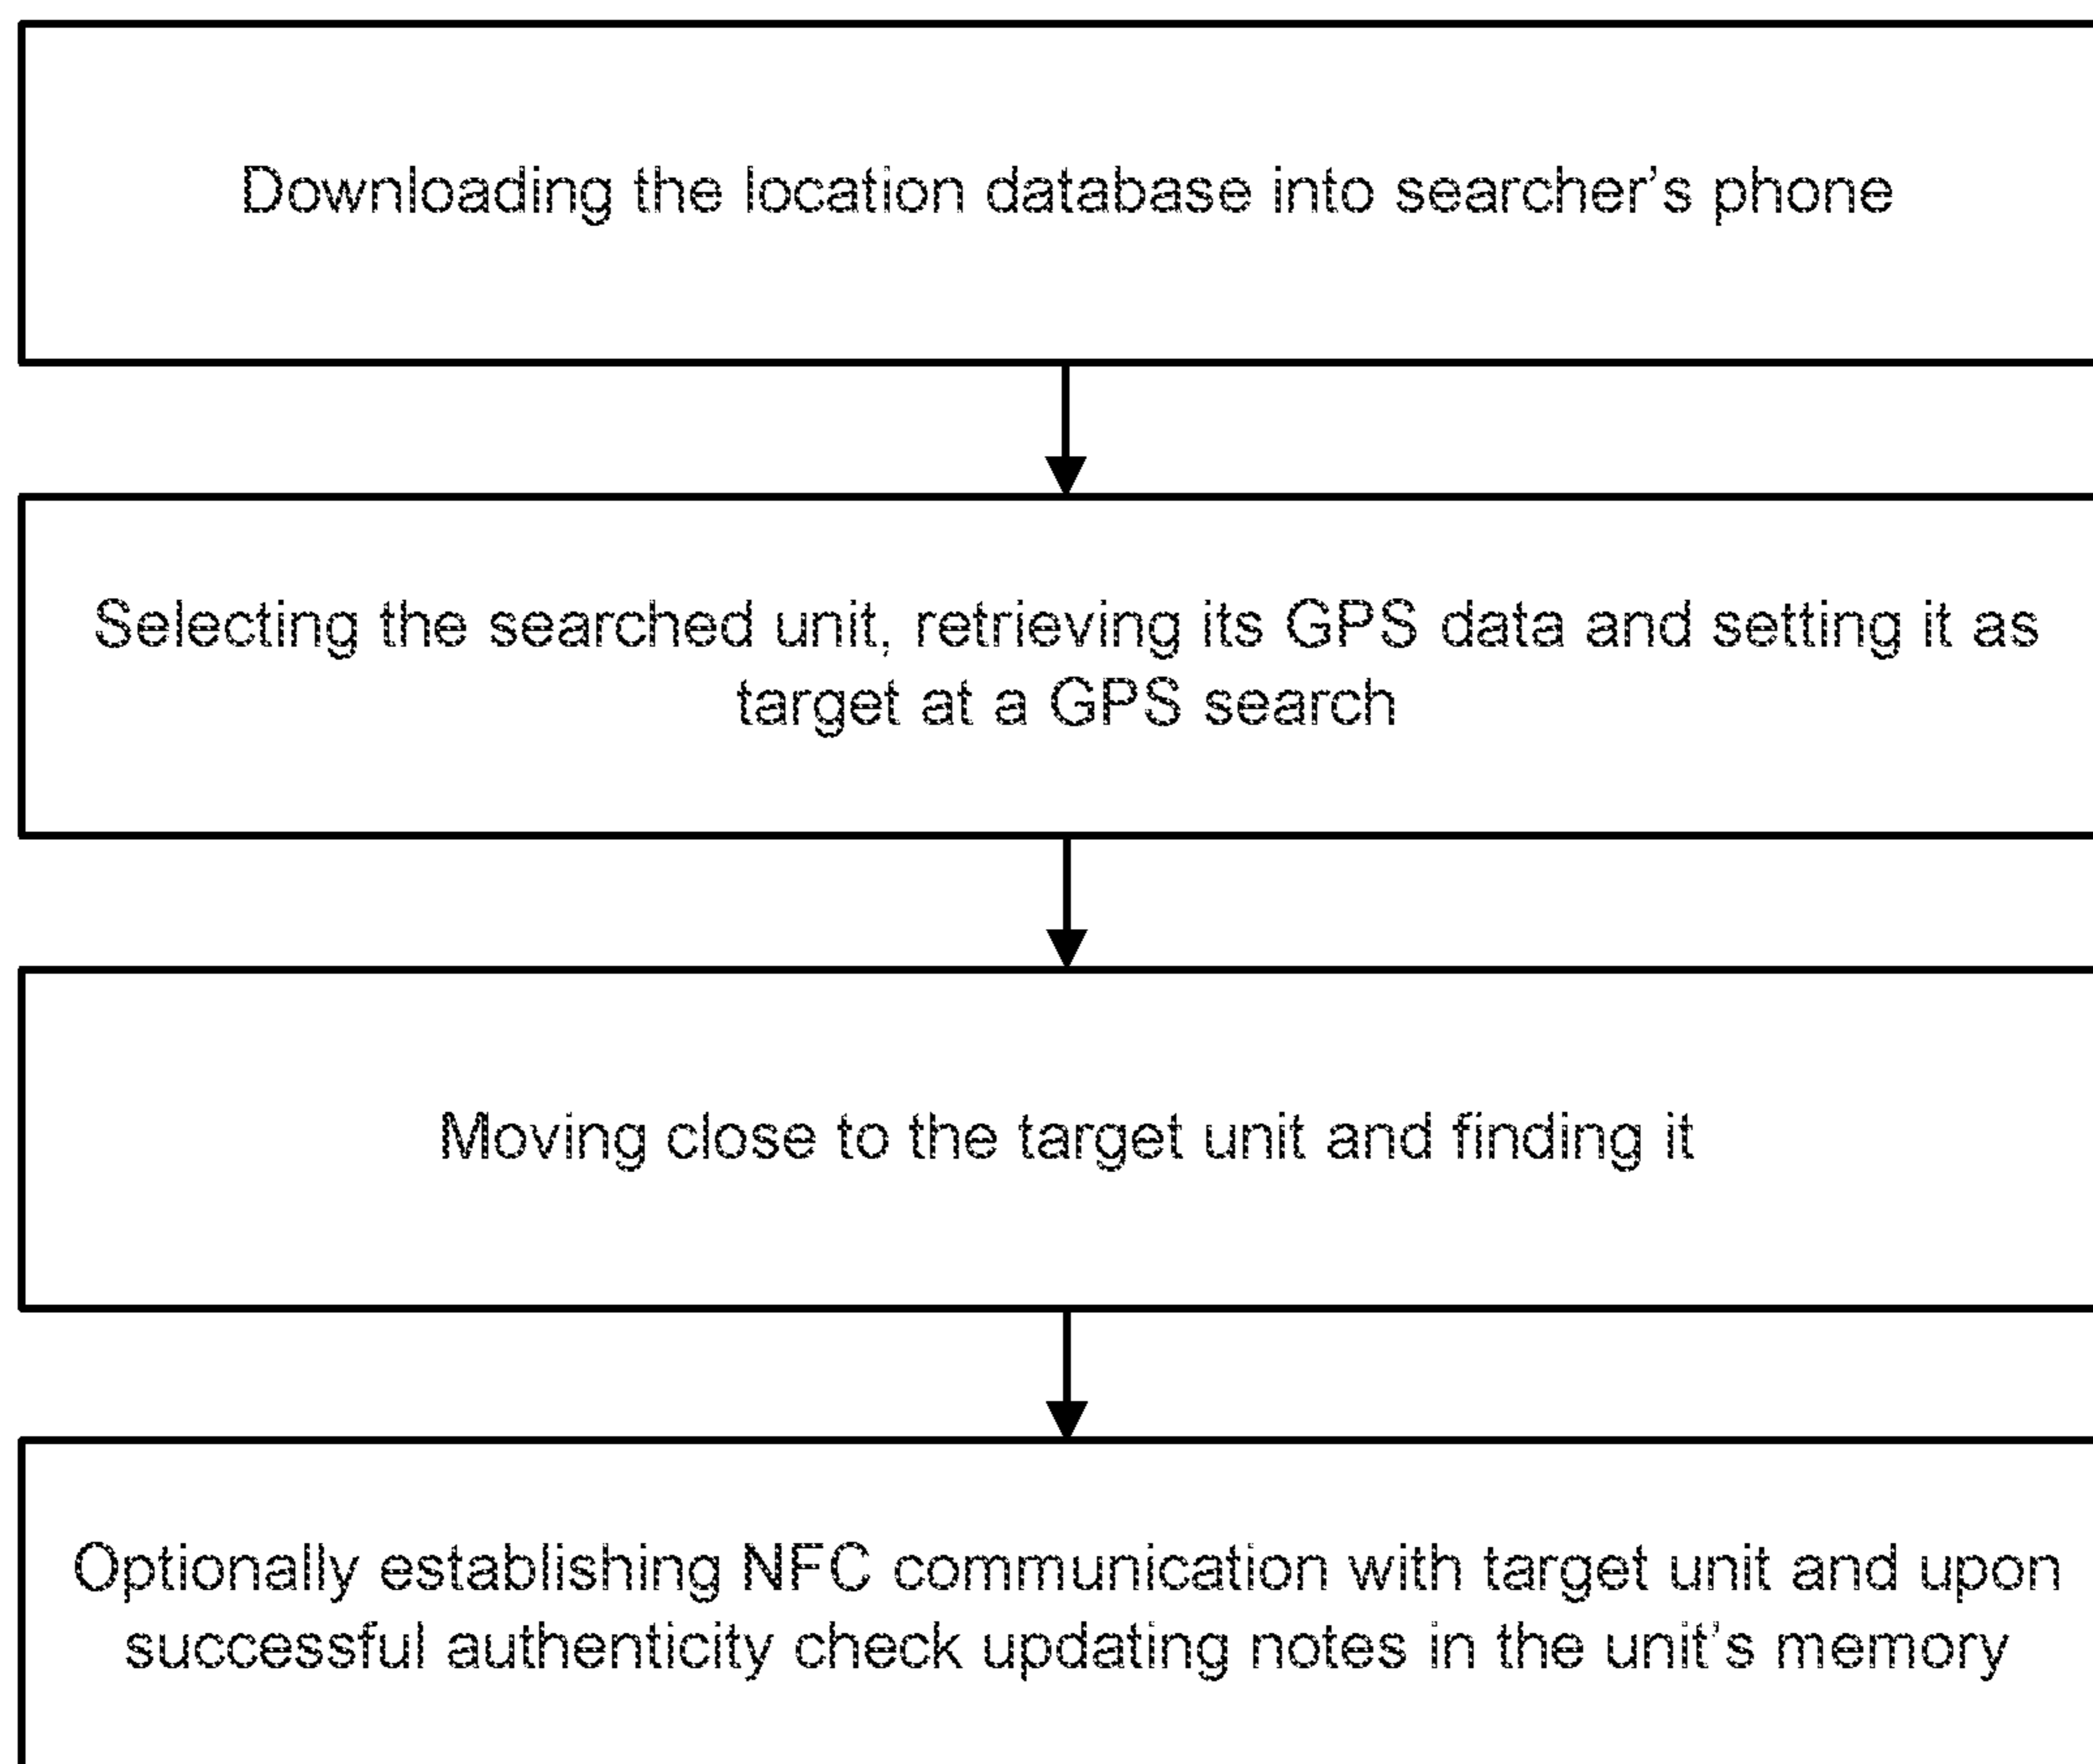 Downloading the location database into searcher's phone
Selecting the searched unit, retrieving its GPS data and setting it as
target at a GPS search
Moving close to the target unit and finding it
Optionally establishing NFC communication with target unit and upon
successful authenticity check updating notes in the unit's memory